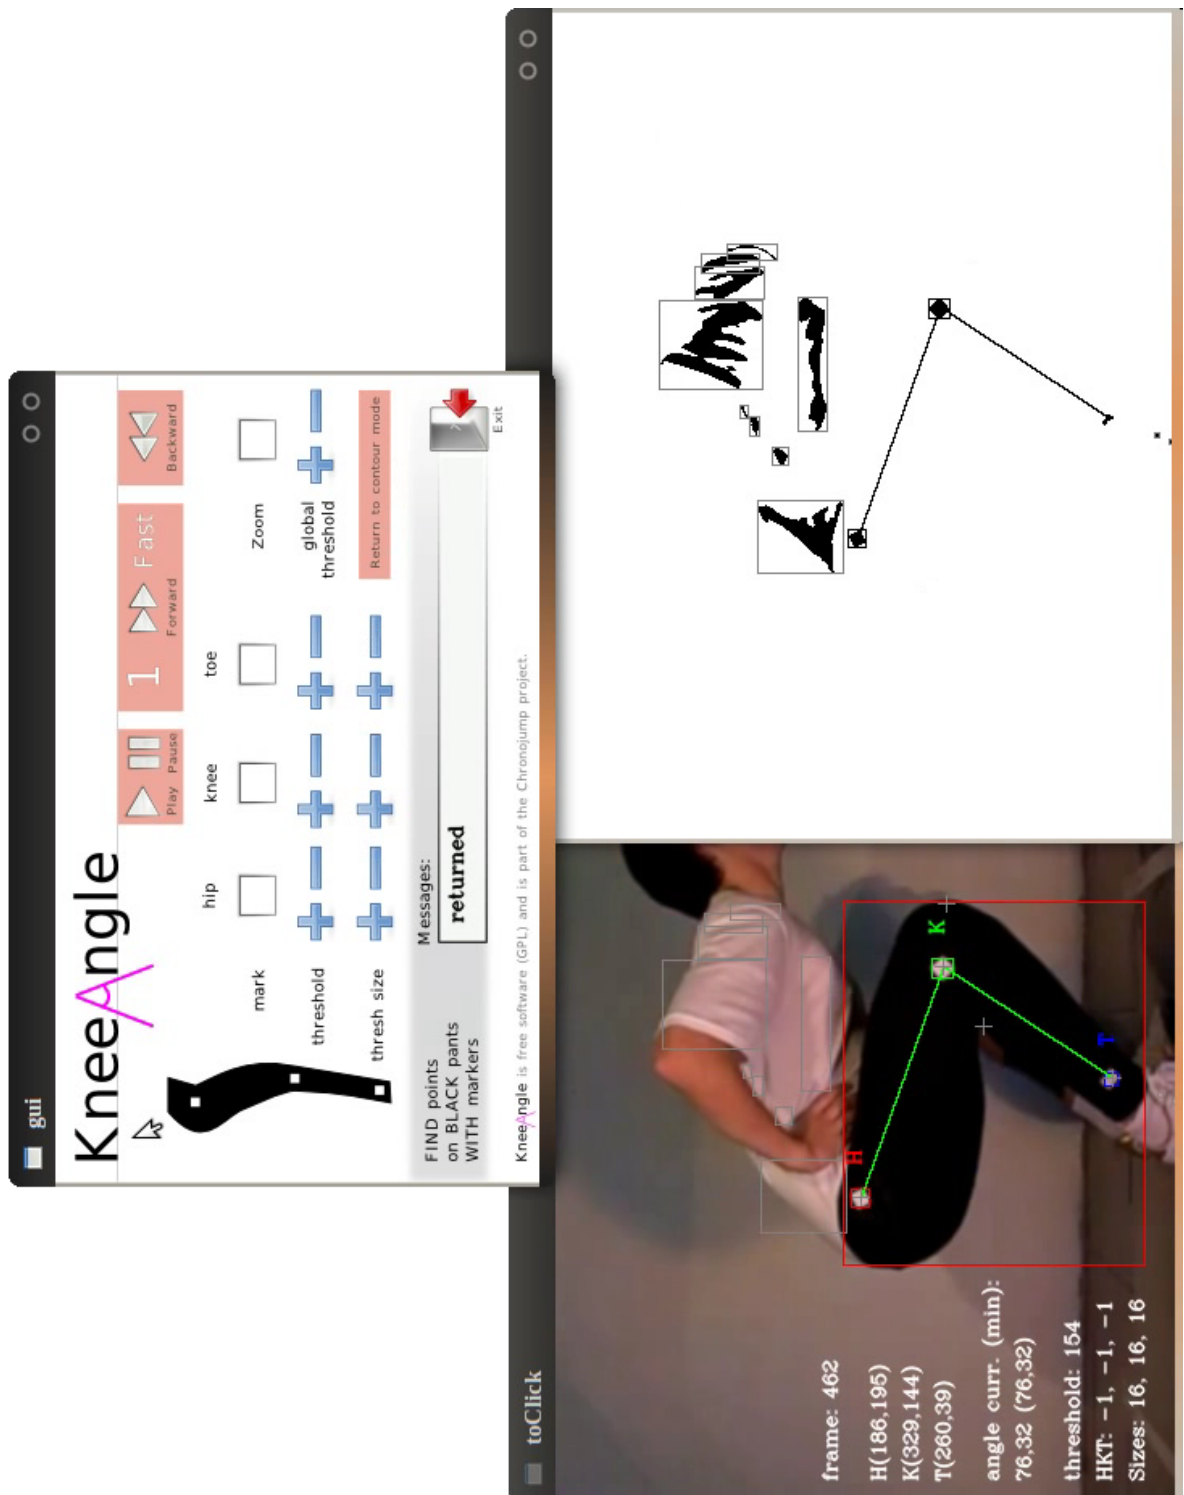 gui
KneeAngle
Play
Pause
1
Fast
Forward
Backward
hip
knee
toe
mark
Zoom
threshold
global
threshold
thresh size
Return to contour mode
FIND points
on BLACK pants
WITH markers
Messages:
returned
Exit
KneeAngle is free software (GPL) and is part of the Chronojump project.
toClick
H
K
T
frame: 462
H(186,195)
K(329,144)
T(260,39)
angle curr. (min):
76,32 (76,32)
threshold: 154
HKT: -1, -1, -1
Sizes: 16, 16, 16